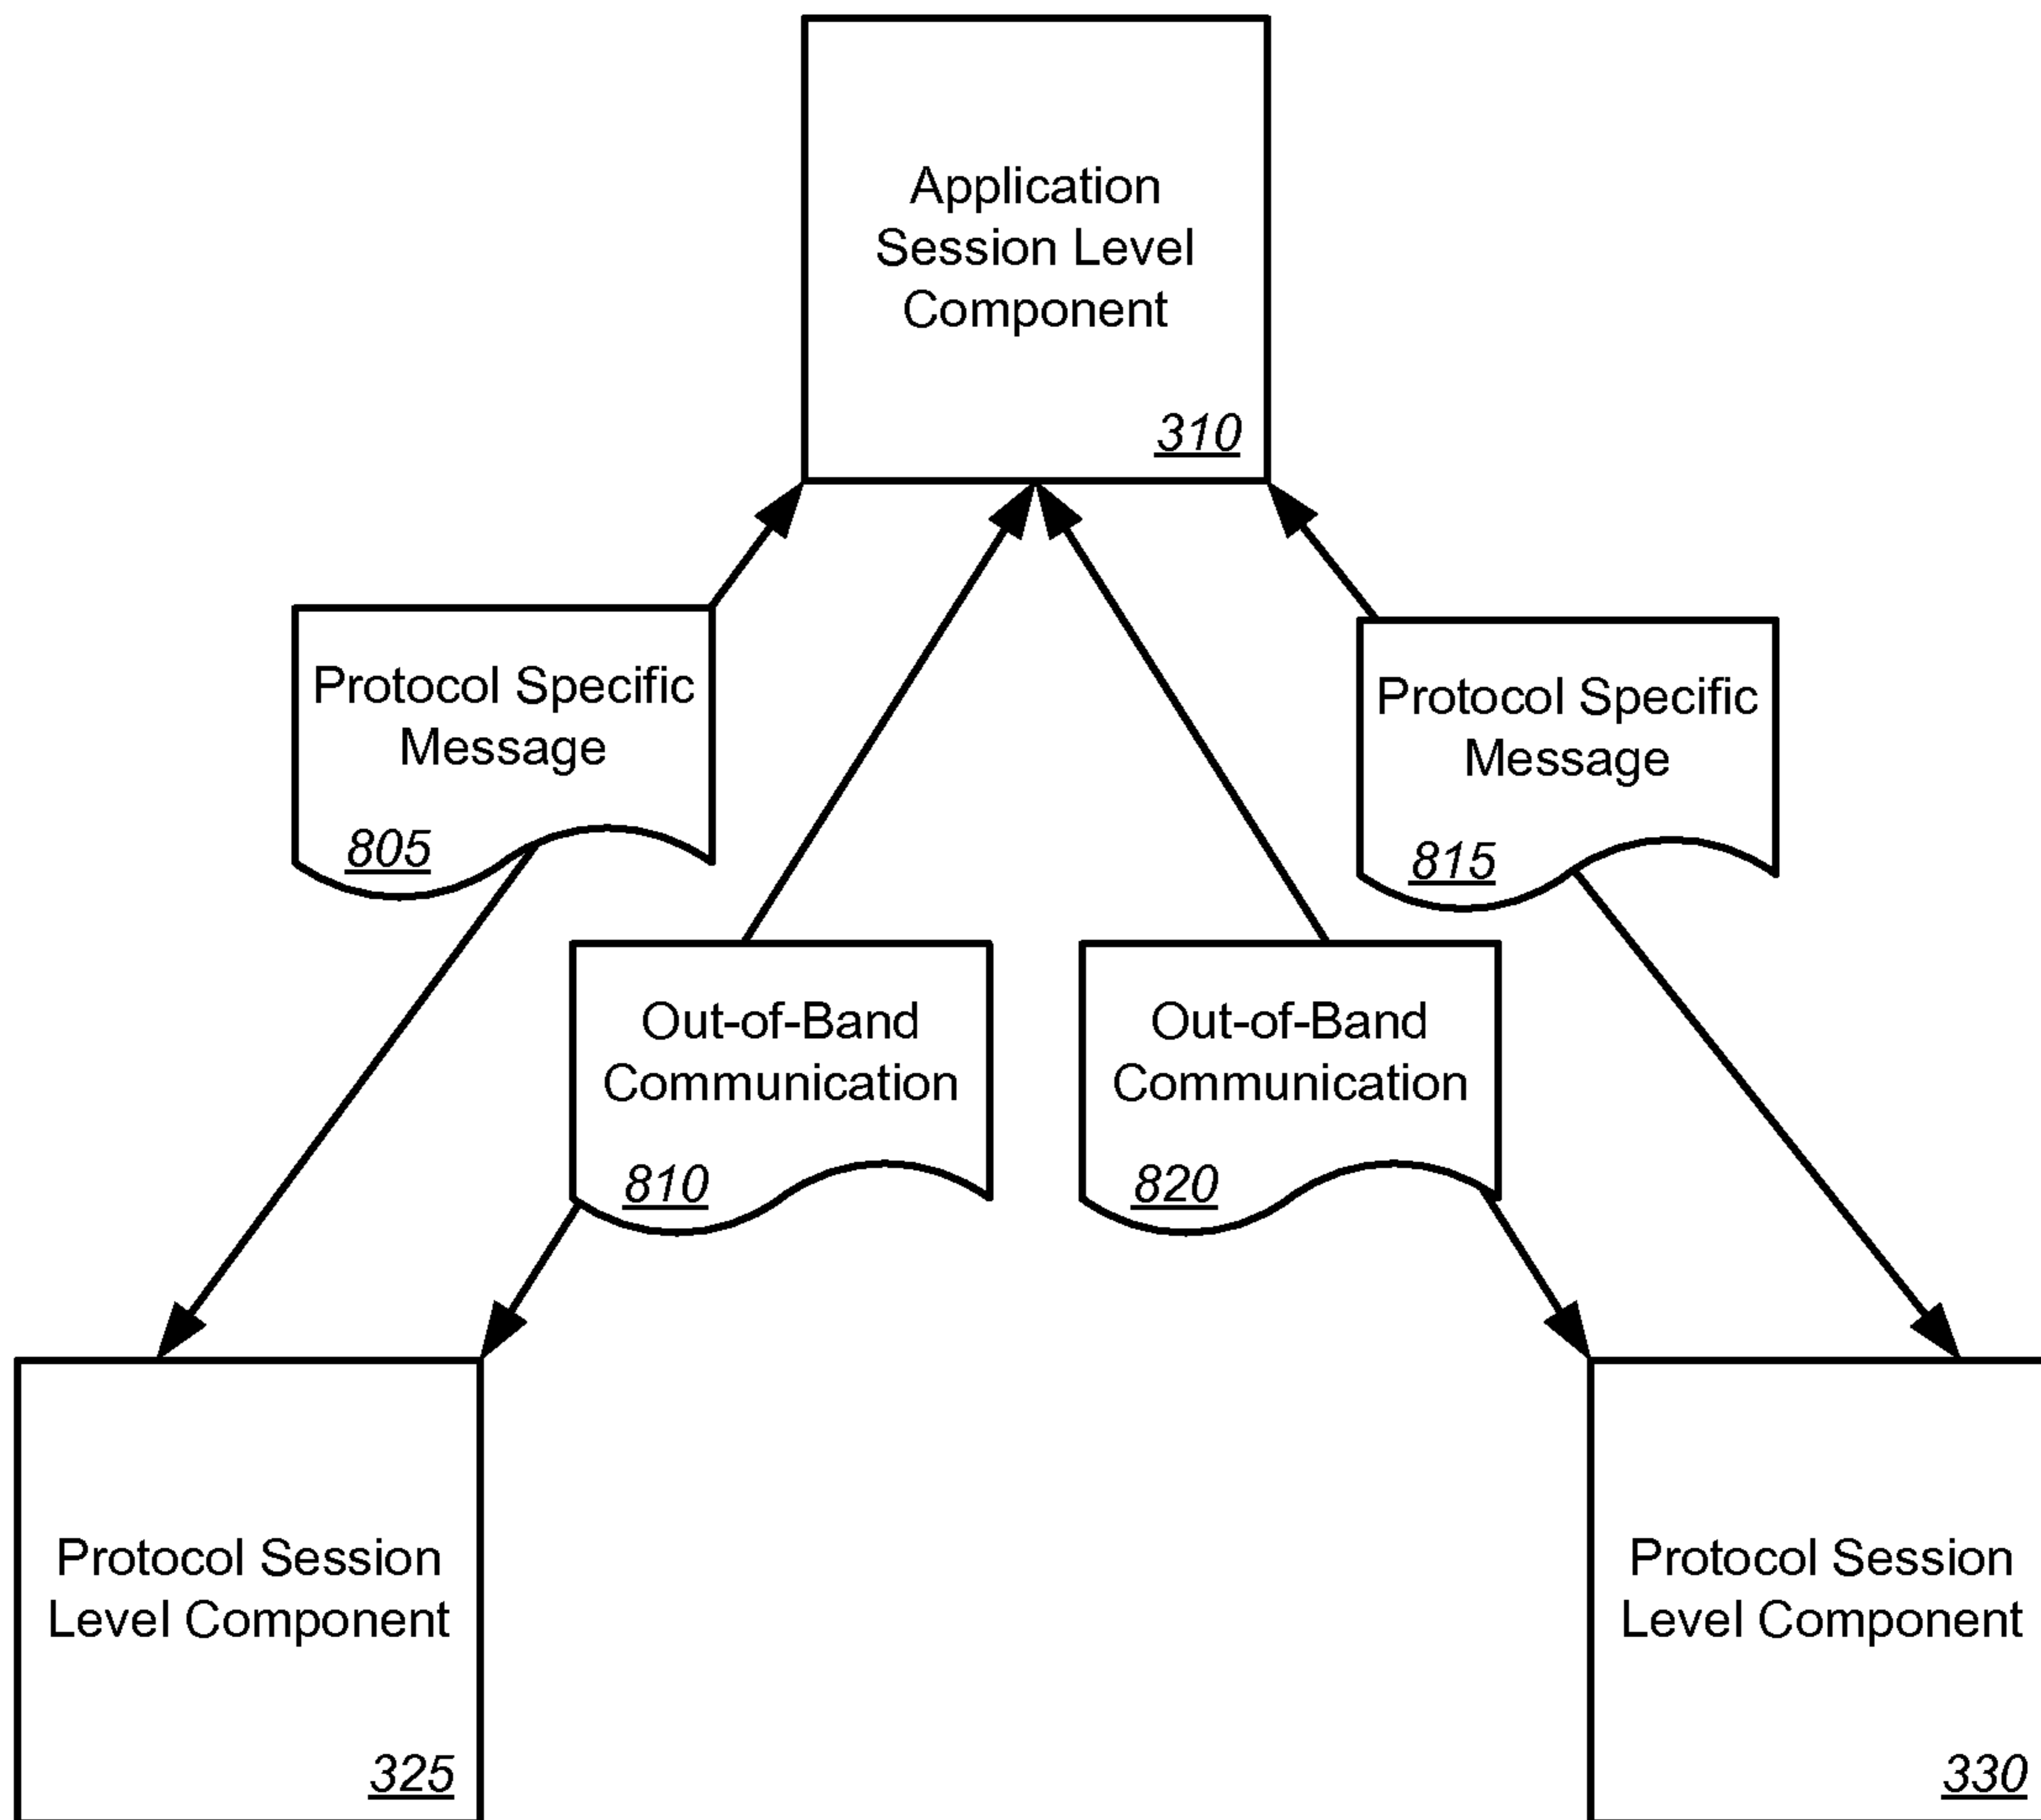 Application
Session Level
Component
310
Protocol Specific
Message
805
Protocol Specific
Message
815
Out-of-Band
Communication
810
Out-of-Band
Communication
820
Protocol Session
Level Component
325
Protocol Session
Level Component
330